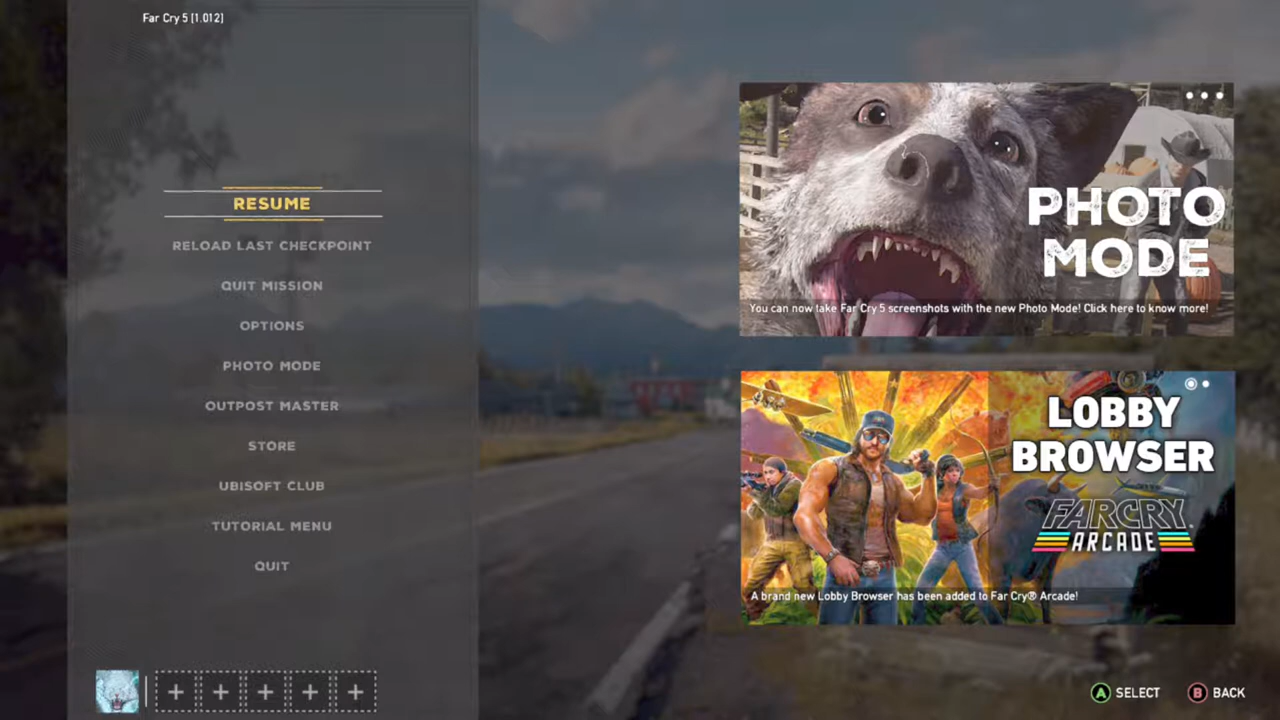 Far Cry 5 [1.012]
RESUME
RELOAD LAST CHECKPOINT
QUIT MISSION
OPTIONS
PHOTO MODE
OUTPOST MASTER
STORE
UBISOFT CLUB
TUTORIAL MENU
QUIT
PHOTO
MODE
You can now take Far Cry 5 screenshots with the new Photo Mode! Click here to know more!
LOBBY
BROWSER
FARCRY
ARCADE
A brand new Lobby Browser has been added to Far Cry® Arcade!
A SELECT B BACK